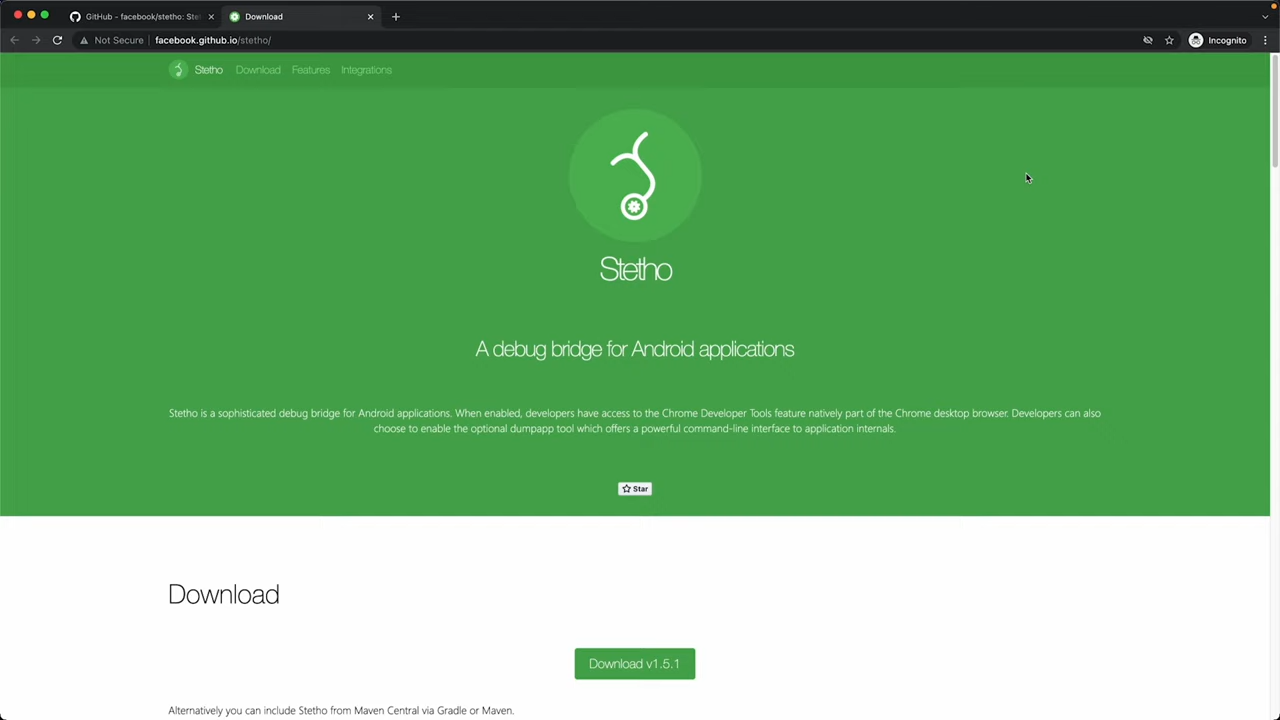 GitHub - facebook/stetho: Ste
Download
Not Secure
facebook.github.io/stetho/
Incognito
Stetho
Download
Features
Integrations
Stetho
A debug bridge for Android applications
Stetho is a sophisticated debug bridge for Android applications. When enabled, developers have access to the Chrome Developer Tools feature natively part of the Chrome desktop browser. Developers can also
choose to enable the optional dumpapp tool which offers a powerful command-line interface to application internals.
Star
Download
Download v1.5.1
Alternatively you can include Stetho from Maven Central via Gradle or Maven.